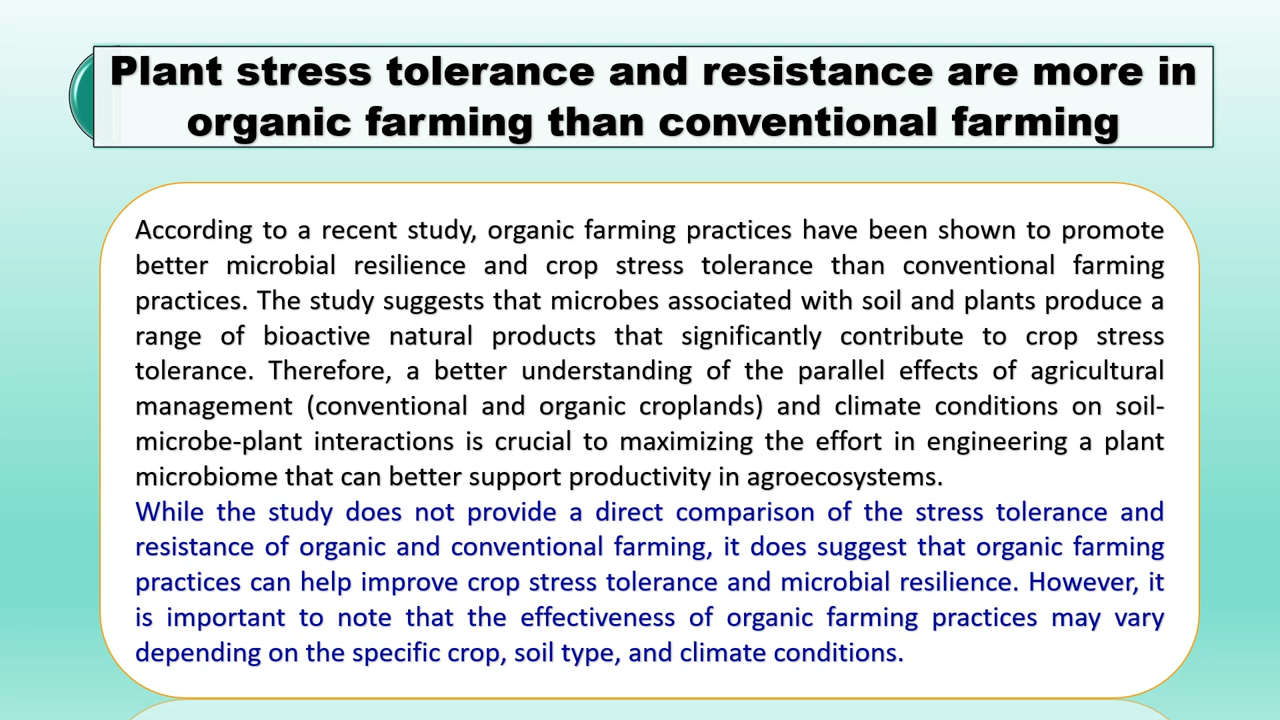 Plant stress tolerance and resistance are more in
organic farming than conventional farming
According to a recent study, organic farming practices have been shown to promote
better microbial resilience and crop stress tolerance than conventional farming
practices. The study suggests that microbes associated with soil and plants produce a
range of bioactive natural products that significantly contribute to crop stress
tolerance. Therefore, a better understanding of the parallel effects of agricultural
management (conventional and organic croplands) and climate conditions on soil-
microbe-plant interactions is crucial to maximizing the effort in engineering a plant
microbiome that can better support productivity in agroecosystems.
While the study does not provide a direct comparison of the stress tolerance and
resistance of organic and conventional farming, it does suggest that organic farming
practices can help improve crop stress tolerance and microbial resilience. However, it
is important to note that the effectiveness of organic farming practices may vary
depending on the specific crop, soil type, and climate conditions.